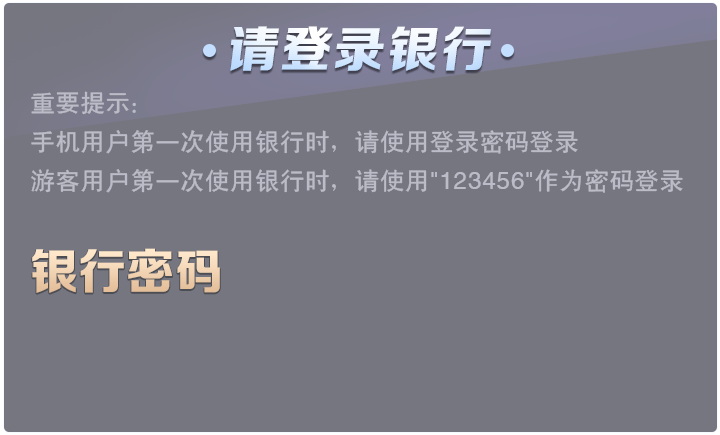 ·请登录银行·
重要提示：
手机用户第一次使用银行时，请使用登录密码登录
游客用户第一次使用银行时，请使用"123456"作为密码登录
银行密码